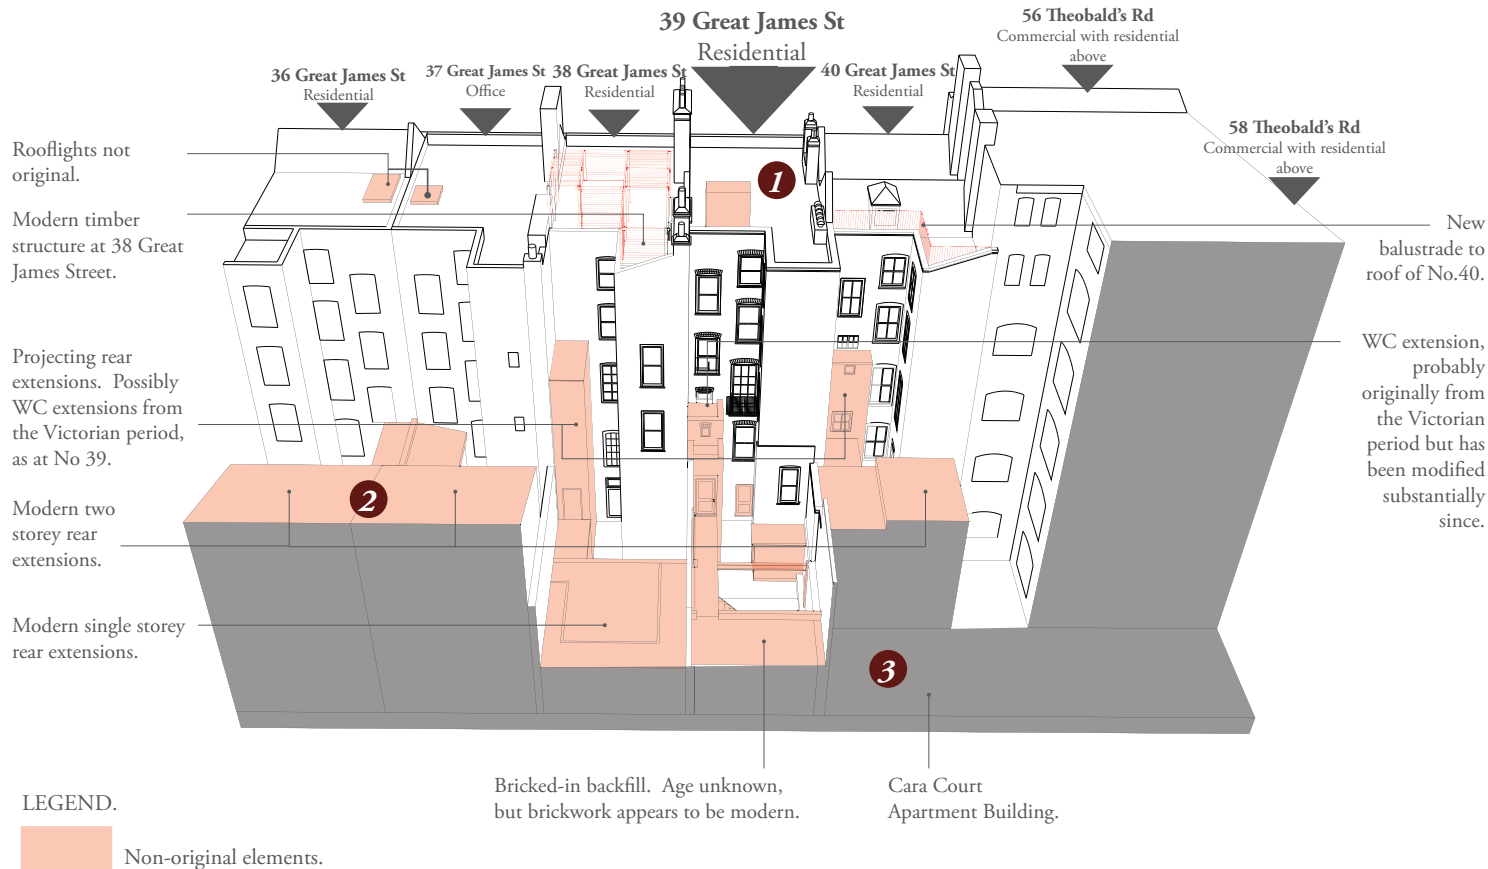 39 Great James St
Residential
56 Theobald's Rd
Commercial with residential
above
36 Great James St
Residential
37 Great James St
Office
38 Great James St
Residential
40 Great James St
Residential
58 Theobald's Rd
Commercial with residential
above
Rooflights not
original.
Modern timber
structure at 38 Great
James Street.
Projecting rear
extensions. Possibly
WC extensions from
the Victorian period,
as at No 39.
Modern two
storey rear
extensions.
Modern single storey
rear extensions.
1
2
3
New
balustrade to
roof of No.40.
WC extension,
probably
originally from
the Victorian
period but has
been modified
substantially
since.
Bricked-in backfill. Age unknown,
but brickwork appears to be modern.
Cara Court
Apartment Building.
LEGEND.
Non-original elements.